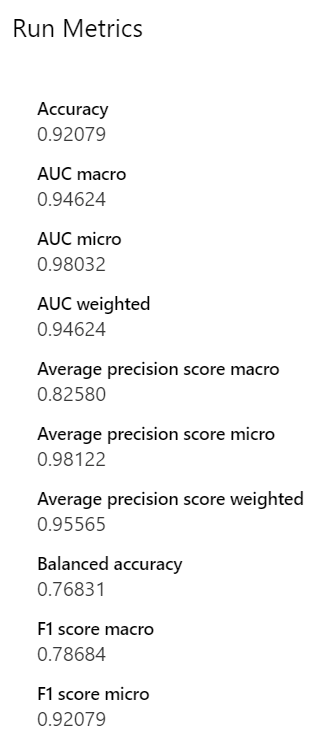 Run Metrics
Accuracy
0.92079
AUC macro
0.94624
AUC micro
0.98032
AUC weighted
0.94624
Average precision score macro
0.82580
Average precision score micro
0.98122
Average precision score weighted
0.95565
Balanced accuracy
0.76831
F1 score macro
0.78684
F1 score micro
0.92079